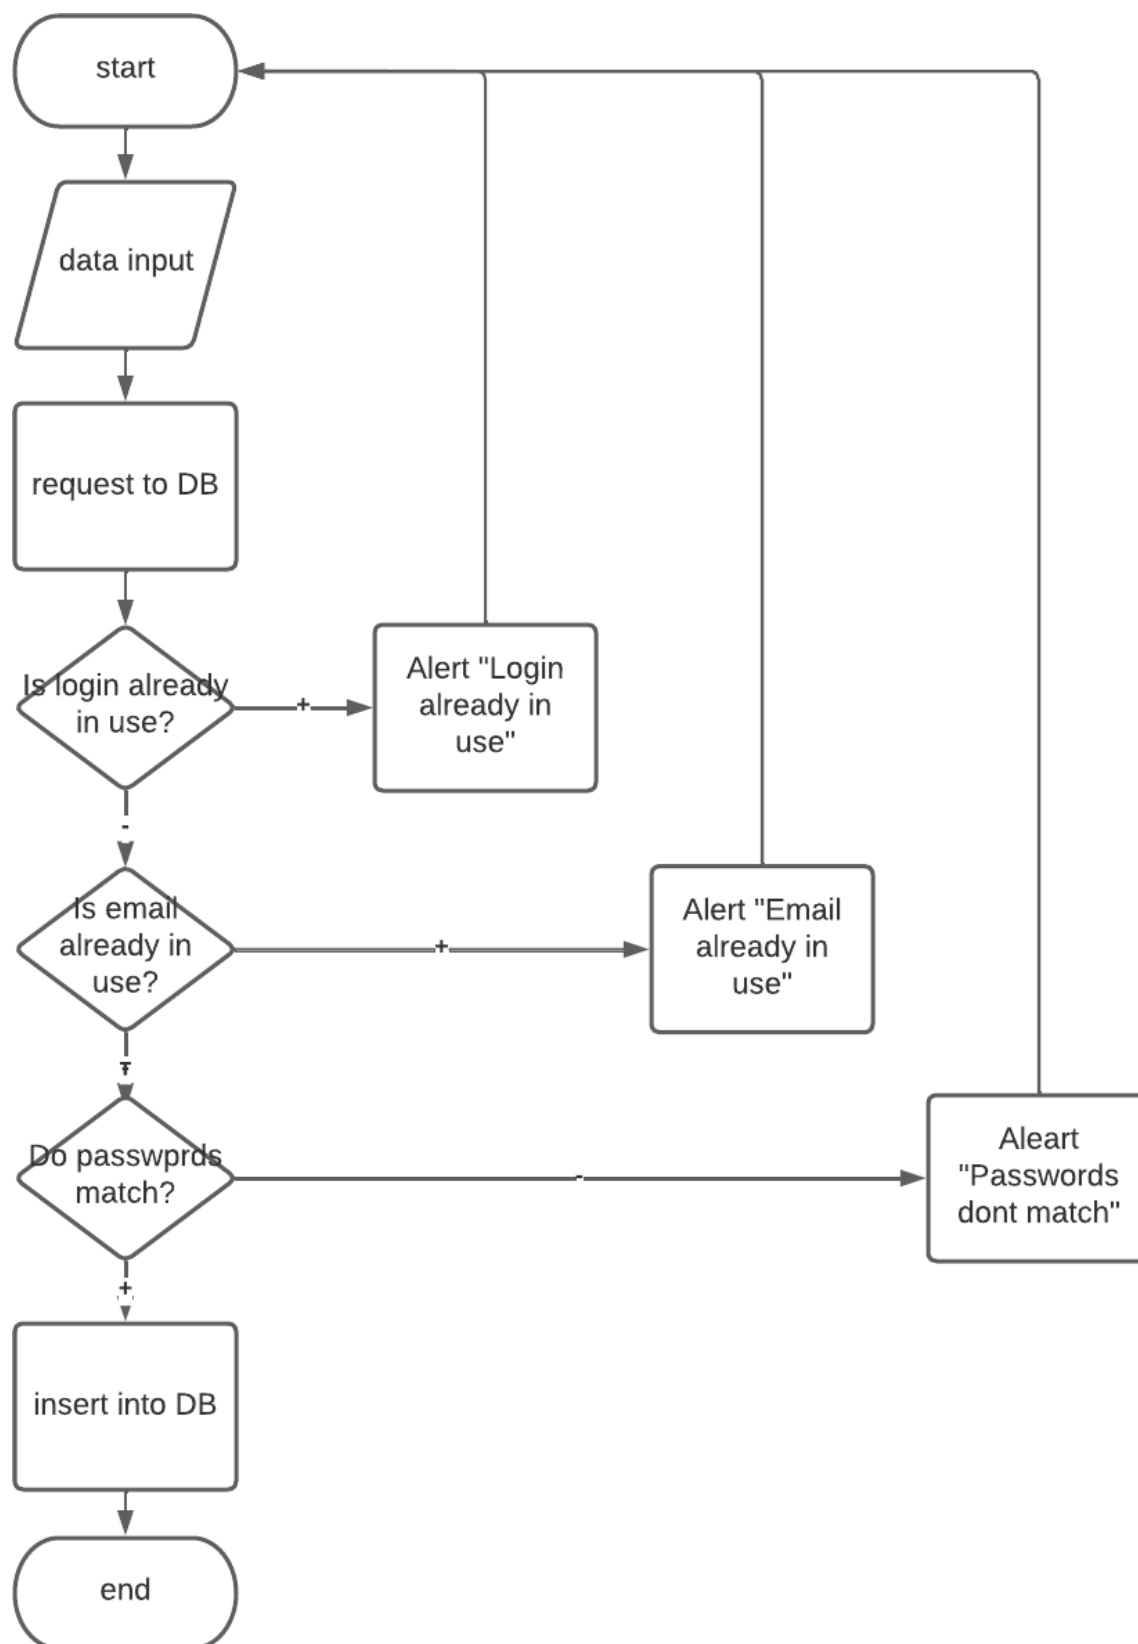 start
data input
request to DB
Is login already
in use?
+
Alert "Login
already in
use"
-
Is email
already in
use?
+
Alert "Email
already in
use"
Do passwprds
match?
-
Aleart
"Passwords
dont match"
+
insert into DB
end